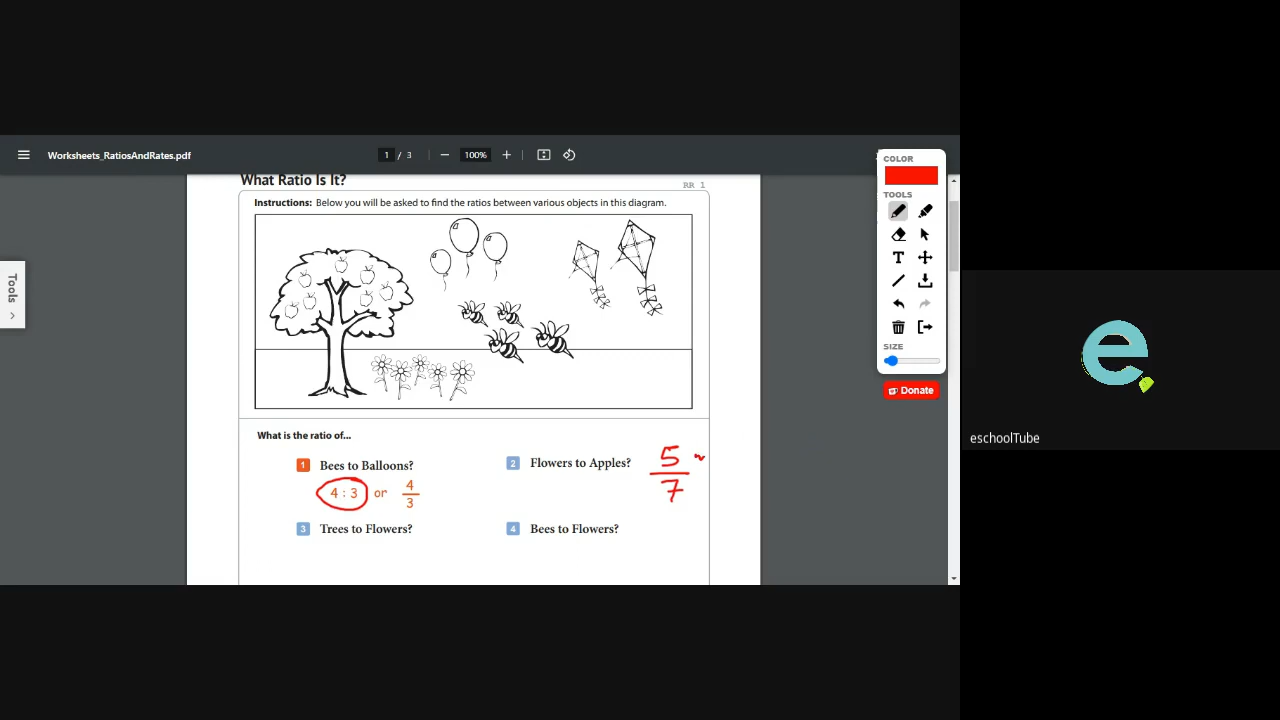 Worksheets_RatiosAndRates.pdf
1 / 3
100%
What Ratio Is It?
RR 1
Instructions: Below you will be asked to find the ratios between various objects in this diagram.
What is the ratio of...
1 Bees to Balloons?
4 : 3 or 4/3
2 Flowers to Apples?
5/7
3 Trees to Flowers?
4 Bees to Flowers?
Tools
COLOR
TOOLS
T
SIZE
Donate
e
eschoolTube